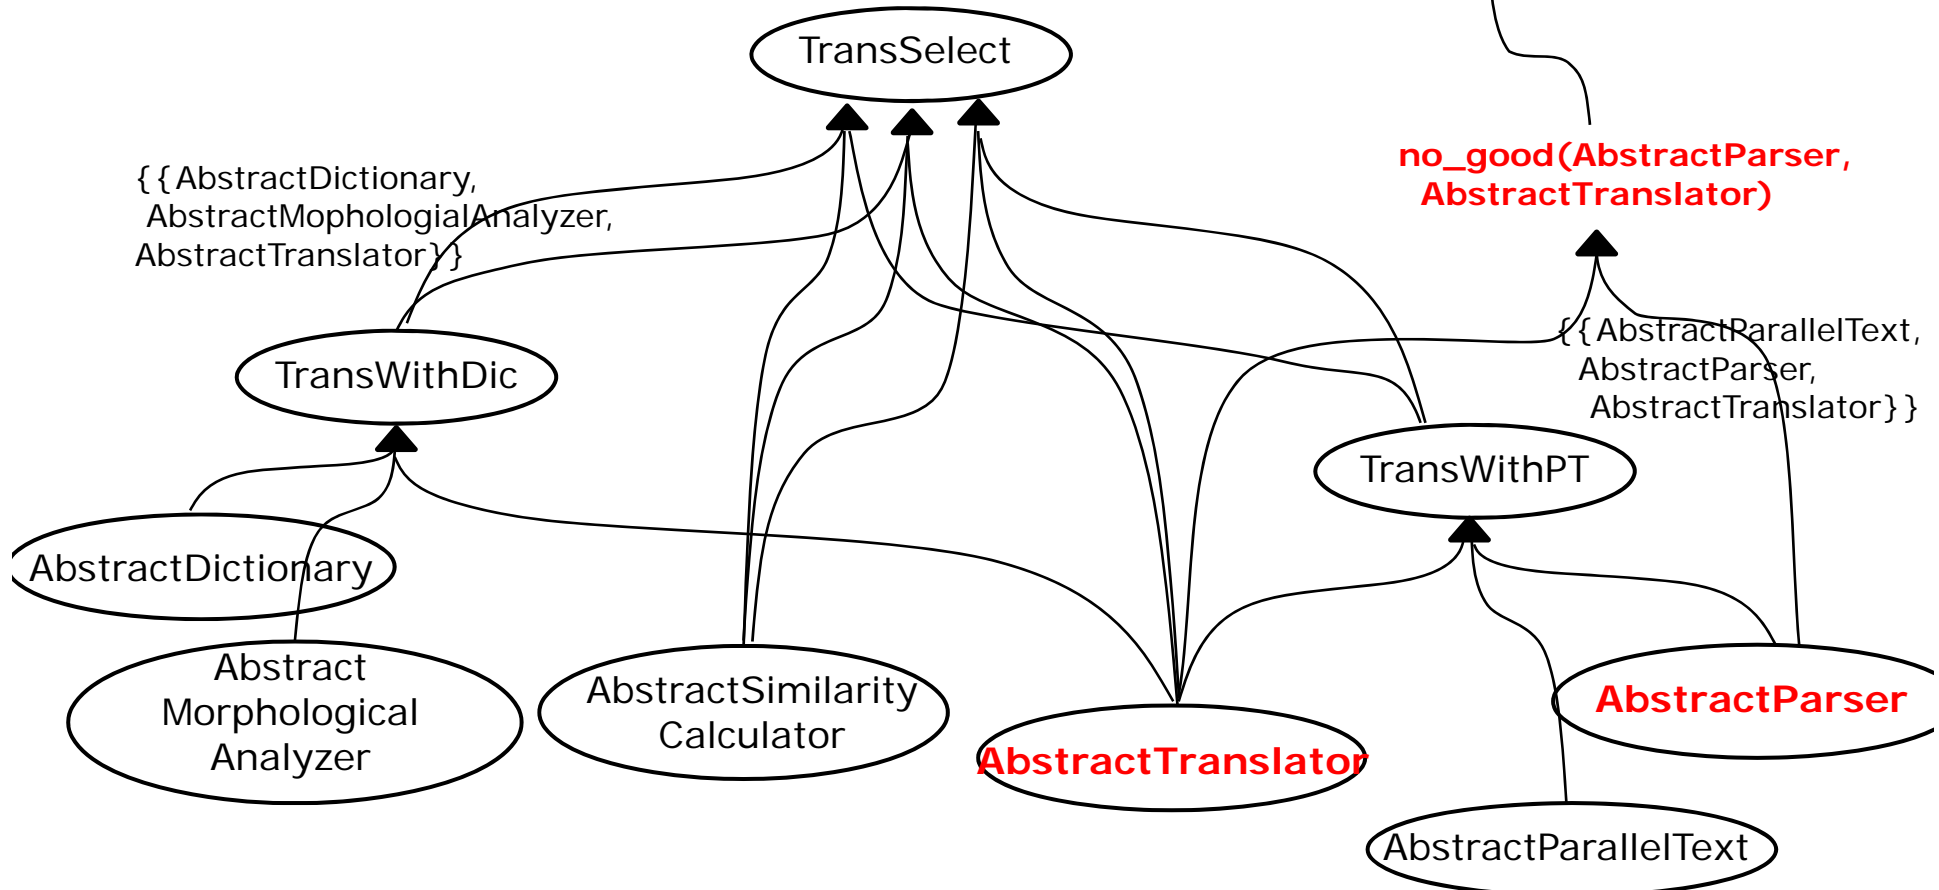 TransSelect
no_good(AbstractParser,
AbstractTranslator)
{{AbstractDictionary,
AbstractMophologialAnalyzer,
AbstractTranslator}}
{{AbstractParallelText,
AbstractParser,
AbstractTranslator}}
TransWithDic
TransWithPT
AbstractDictionary
Abstract
Morphological
Analyzer
AbstractSimilarity
Calculator
AbstractTranslator
AbstractParser
AbstractParallelText